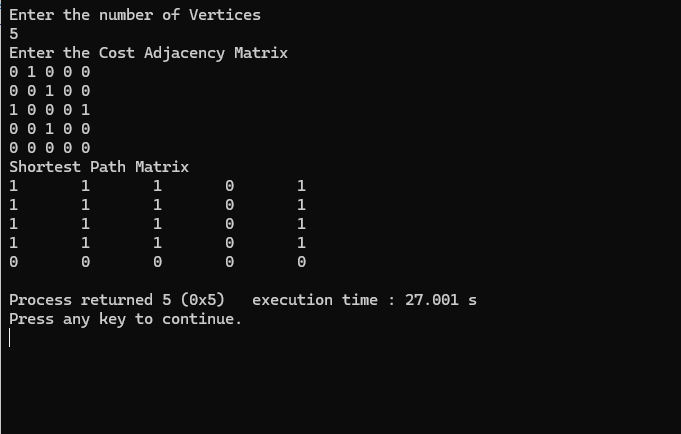 Enter the number of Vertices
5
Enter the Cost Adjacency Matrix
0 1 0 0 0
0 0 1 0 0
1 0 0 0 1
0 0 1 0 0
0 0 0 0 0
Shortest Path Matrix
1 1 1 0 1
1 1 1 0 1
1 1 1 0 1
1 1 1 0 1
0 0 0 0 0
Process returned 5 (0x5) execution time : 27.001 s
Press any key to continue.